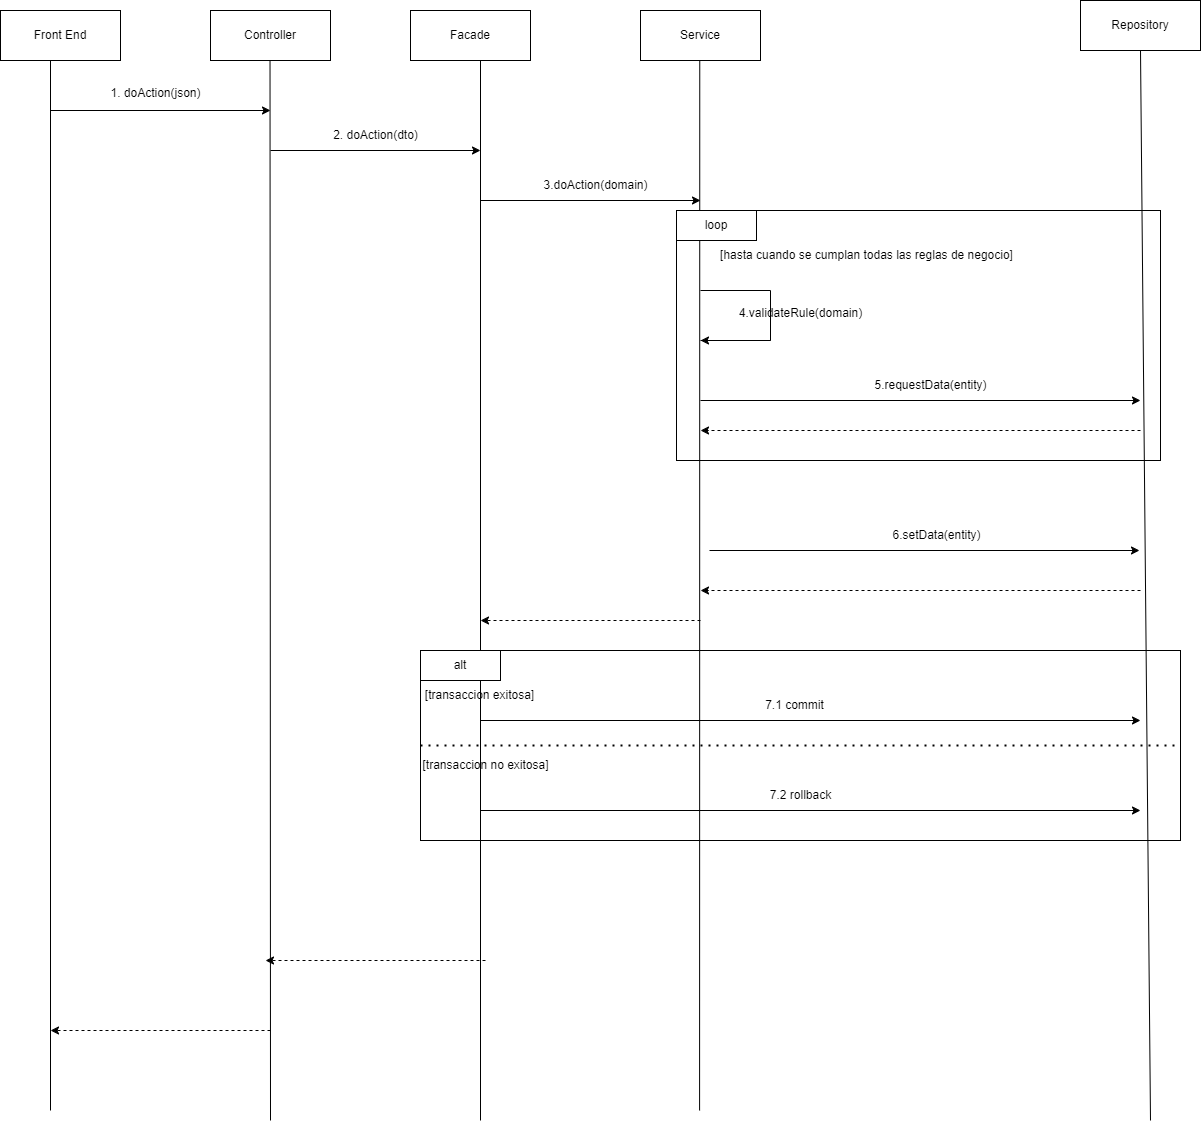 Front End
Controller
Facade
Service
Repository
1. doAction(json)
2. doAction(dto)
3.doAction(domain)
loop
[hasta cuando se cumplan todas las reglas de negocio]
4.validateRule(domain)
5.requestData(entity)
6.setData(entity)
alt
[transaccion exitosa]
7.1 commit
[transaccion no exitosa]
7.2 rollback